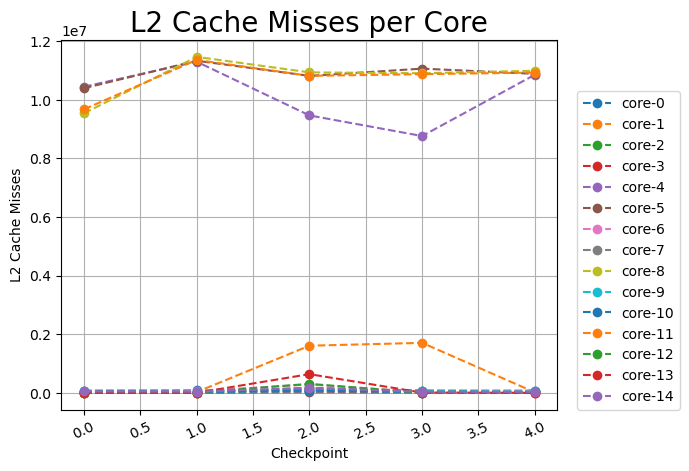 L2 Cache Misses per Core
1e7
1.2
1.0
0.8
0.6
0.4
0.2
0.0
L2 Cache Misses
0.0 0.5 1.0 1.5 2.0 2.5 3.0 3.5 4.0
Checkpoint
core-0
core-1
core-2
core-3
core-4
core-5
core-6
core-7
core-8
core-9
core-10
core-11
core-12
core-13
core-14